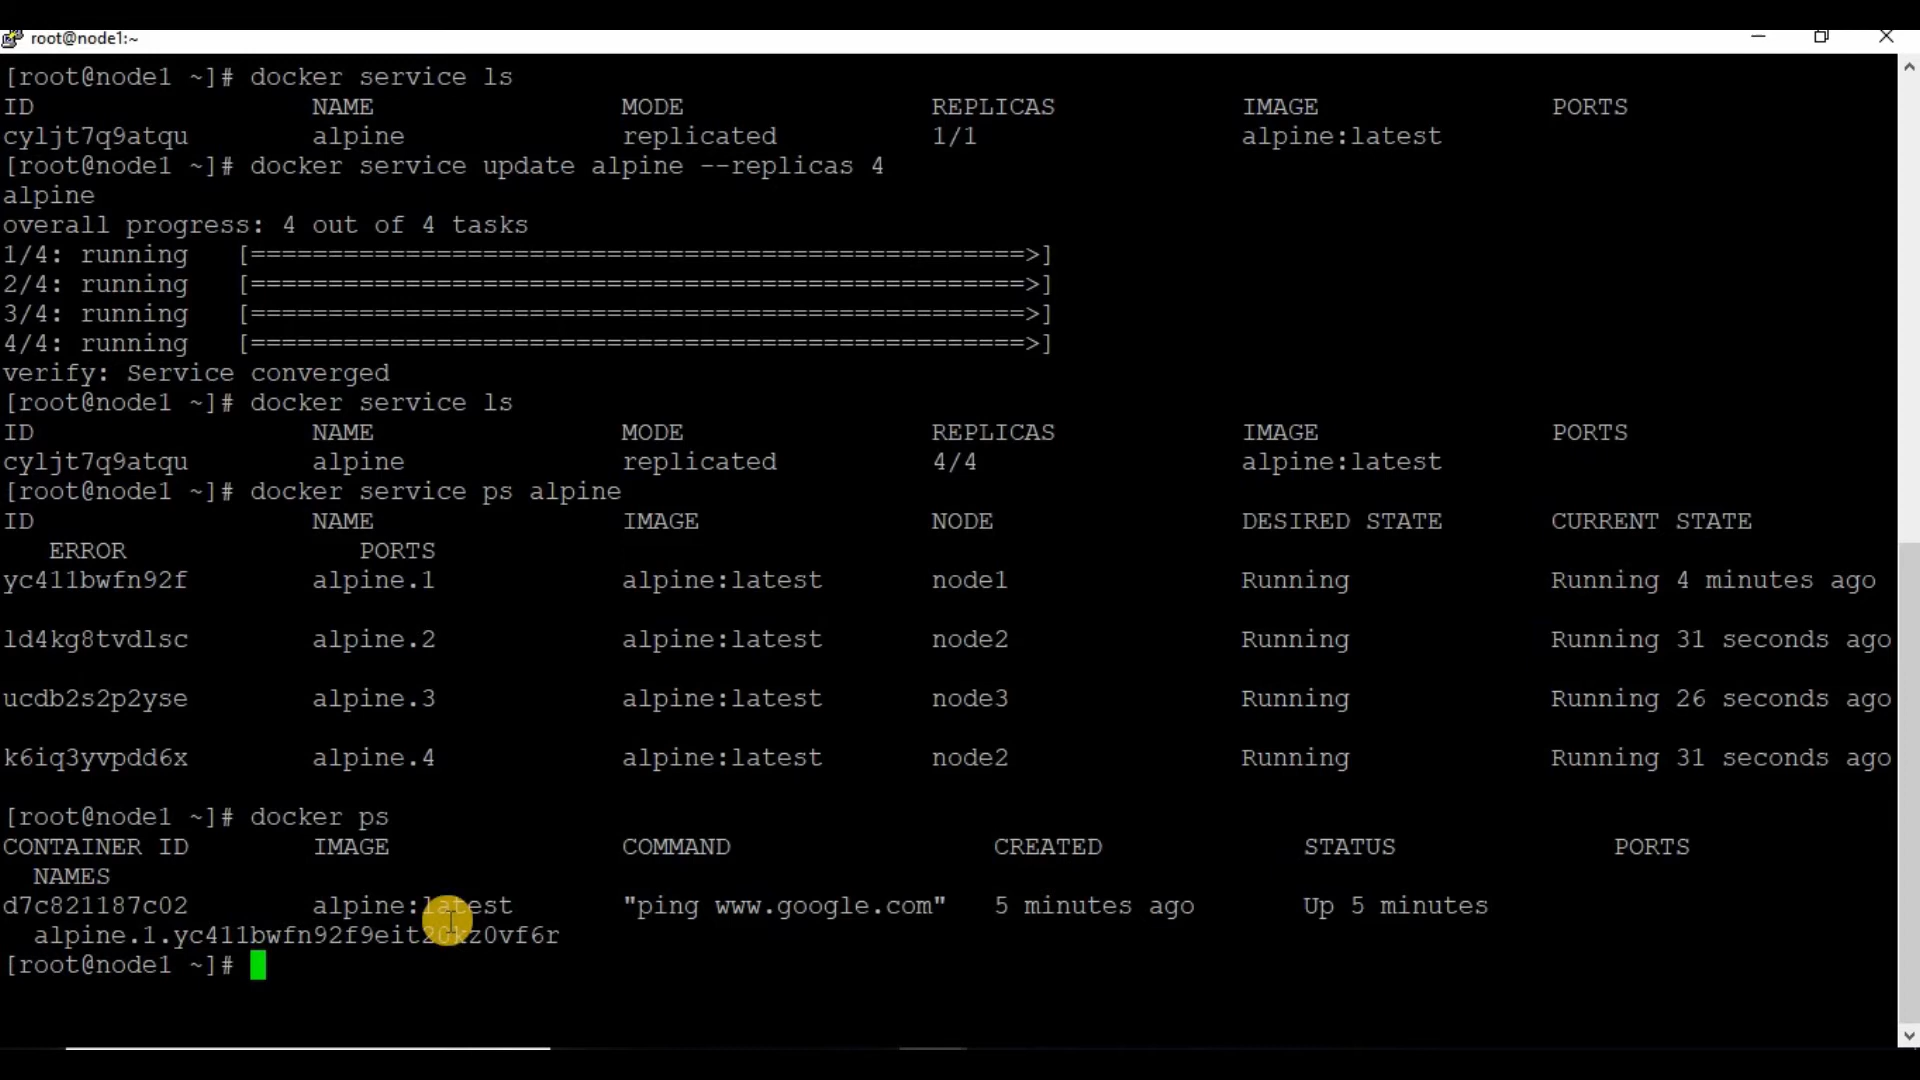 root@node1:~
[root@node1 ~]# docker service ls
ID NAME MODE REPLICAS IMAGE PORTS
cyljt7q9atqu alpine replicated 1/1 alpine:latest
[root@node1 ~]# docker service update alpine --replicas 4
alpine
overall progress: 4 out of 4 tasks
1/4: running [==================================================>]
2/4: running [==================================================>]
3/4: running [==================================================>]
4/4: running [==================================================>]
verify: Service converged
[root@node1 ~]# docker service ls
ID NAME MODE REPLICAS IMAGE PORTS
cyljt7q9atqu alpine replicated 4/4 alpine:latest
[root@node1 ~]# docker service ps alpine
ID NAME IMAGE NODE DESIRED STATE CURRENT STATE
ERROR PORTS
yc411bwfn92f alpine.1 alpine:latest node1 Running Running 4 minutes ago
ld4kg8tvdlsc alpine.2 alpine:latest node2 Running Running 31 seconds ago
ucdb2s2p2yse alpine.3 alpine:latest node3 Running Running 26 seconds ago
k6iq3yvpdd6x alpine.4 alpine:latest node2 Running Running 31 seconds ago
[root@node1 ~]# docker ps
CONTAINER ID IMAGE COMMAND CREATED STATUS PORTS
NAMES
d7c821187c02 alpine:latest "ping www.google.com" 5 minutes ago Up 5 minutes
alpine.1.yc411bwfn92f9eit20kz0vf6r
[root@node1 ~]#